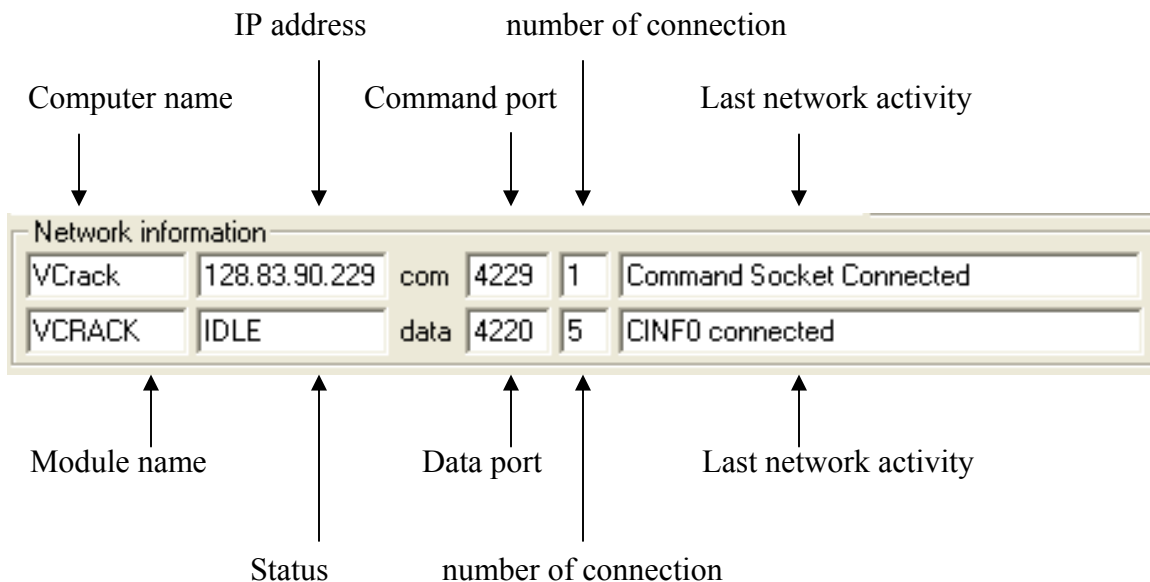 IP address number of connection
Computer name Command port Last network activity
Network information
VCrack 128.83.90.229 com 4229 1 Command Socket Connected
VCRACK IDLE data 4220 5 CINF0 connected
Module name Data port Last network activity
Status number of connection